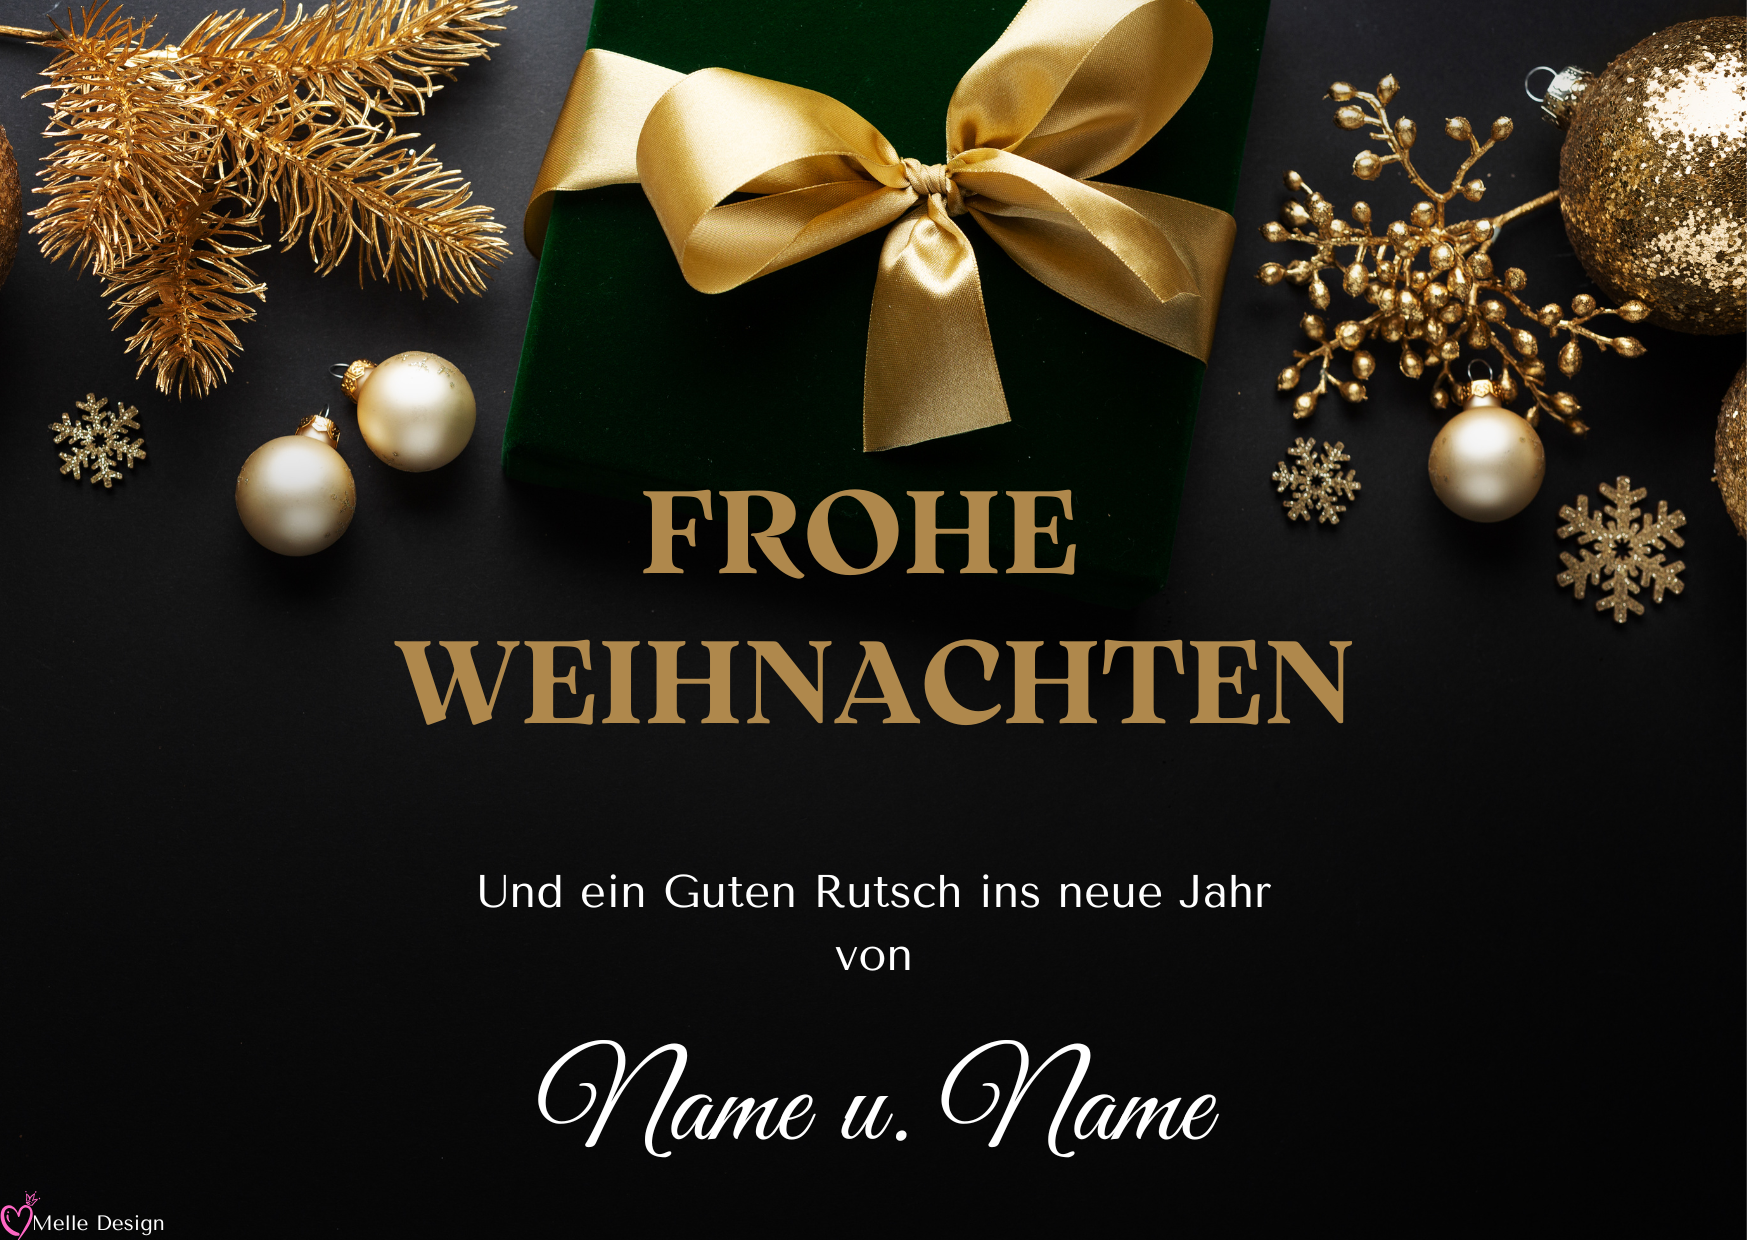 FROHE
WEIHNACHTEN
Und ein Guten Rutsch ins neue Jahr
von
Name u. Name
Melle Design